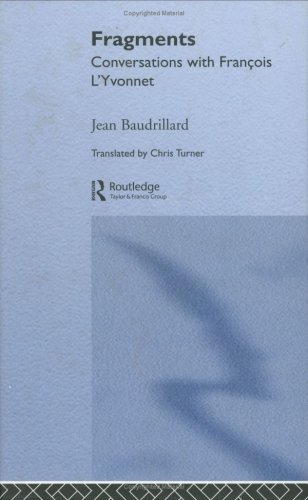 Copyrighted Material
Fragments
Conversations with François
L'Yvonnet
Jean Baudrillard
Translated by Chris Turner
Routledge
Taylor & Francis Group